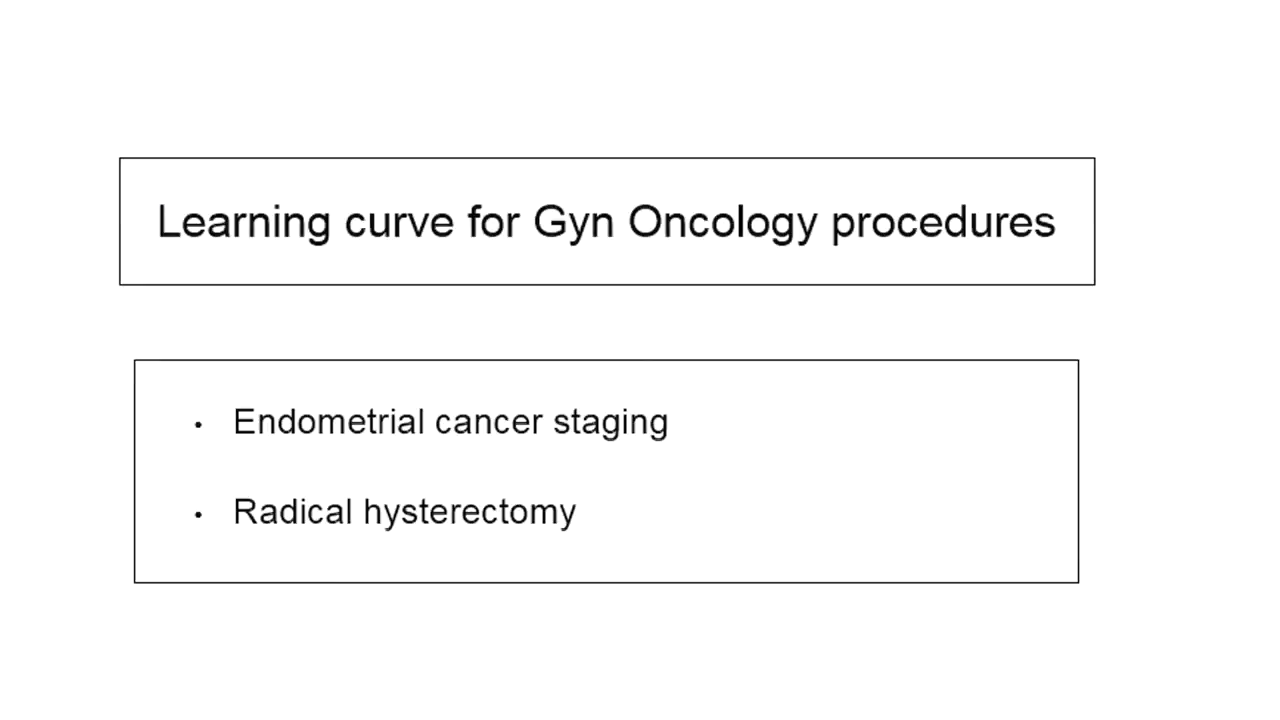 Learning curve for Gyn Oncology procedures
• Endometrial cancer staging
• Radical hysterectomy